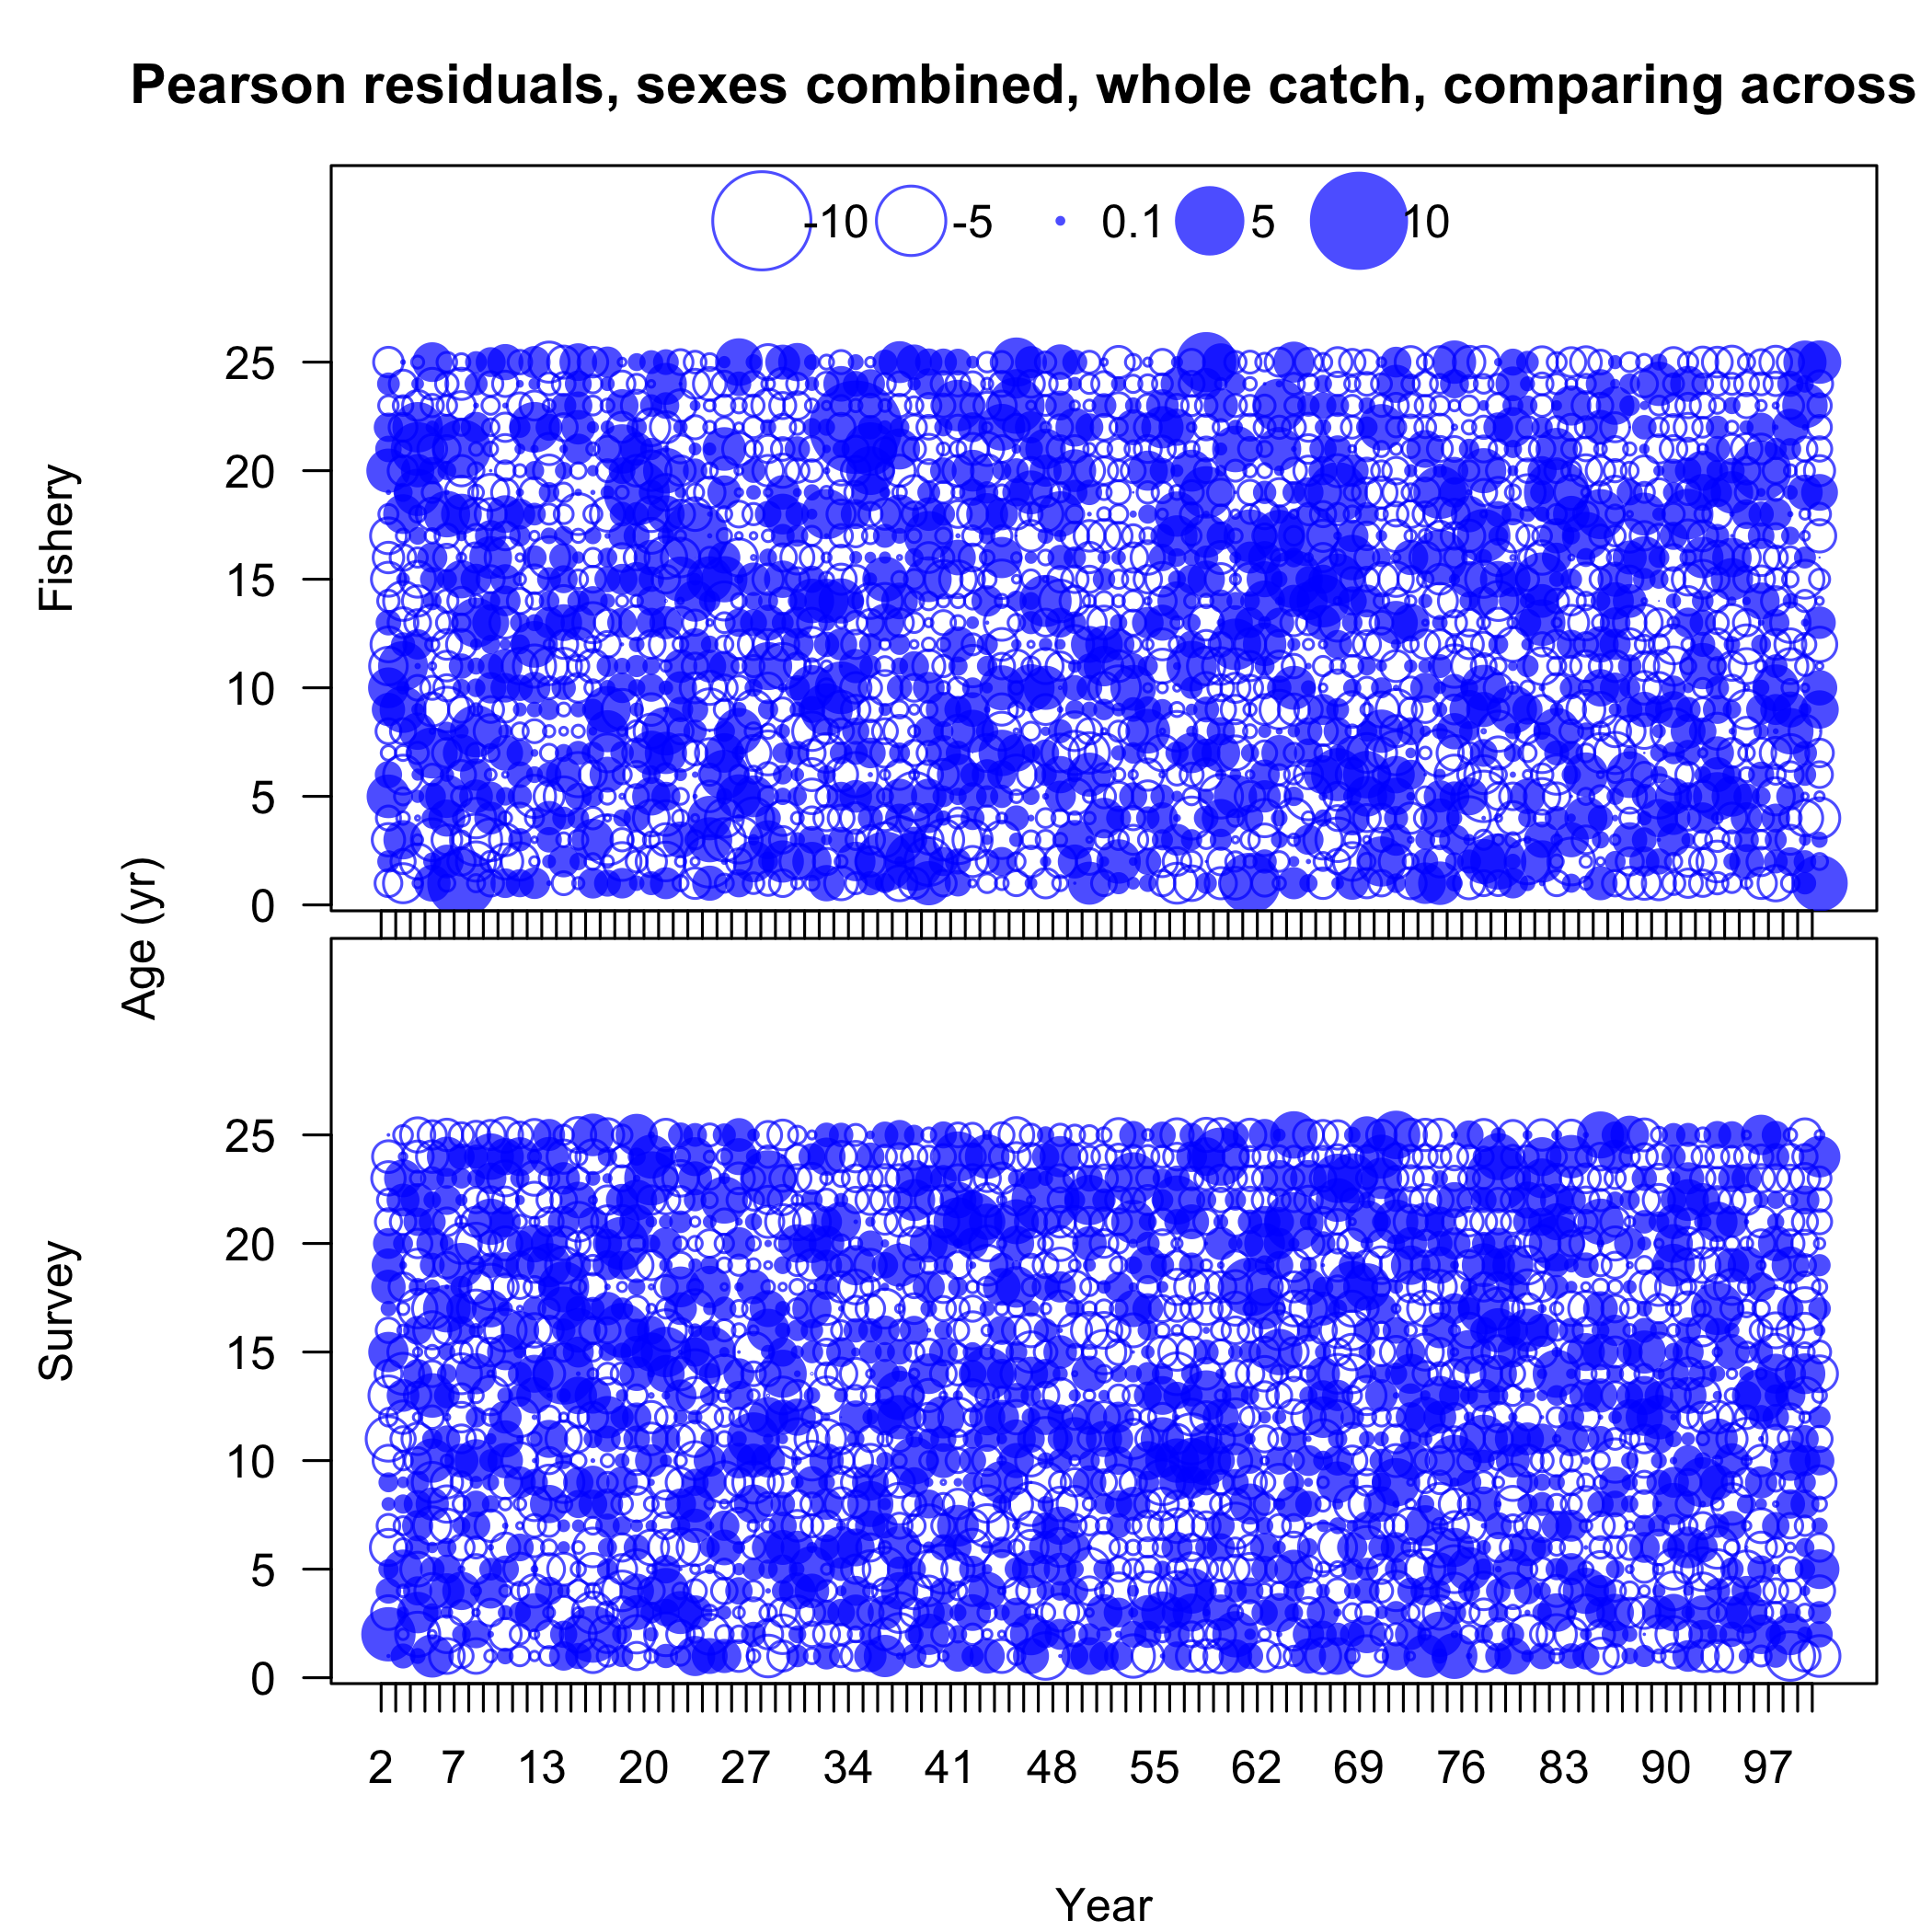 Pearson residuals, sexes combined, whole catch, comparing across
-10 -5 0.1 5 10
Fishery
25
20
15
10
5
0
Age (yr)
Survey
25
20
15
10
5
0
2 7 13 20 27 34 41 48 55 62 69 76 83 90 97
Year